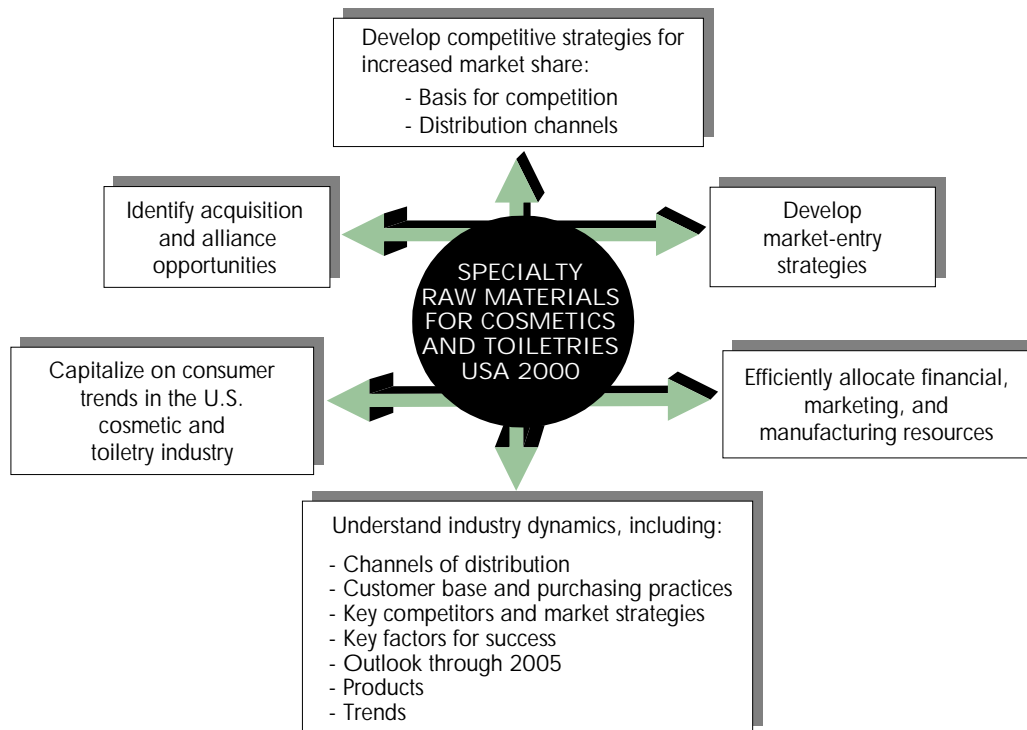 Develop competitive strategies for
increased market share:
- Basis for competition
- Distribution channels
Identify acquisition
and alliance
opportunities
Develop
market-entry
strategies
SPECIALTY
RAW MATERIALS
FOR COSMETICS
AND TOILETRIES
USA 2000
Capitalize on consumer
trends in the U.S.
cosmetic and
toiletry industry
Efficiently allocate financial,
marketing, and
manufacturing resources
Understand industry dynamics, including:
- Channels of distribution
- Customer base and purchasing practices
- Key competitors and market strategies
- Key factors for success
- Outlook through 2005
- Products
- Trends